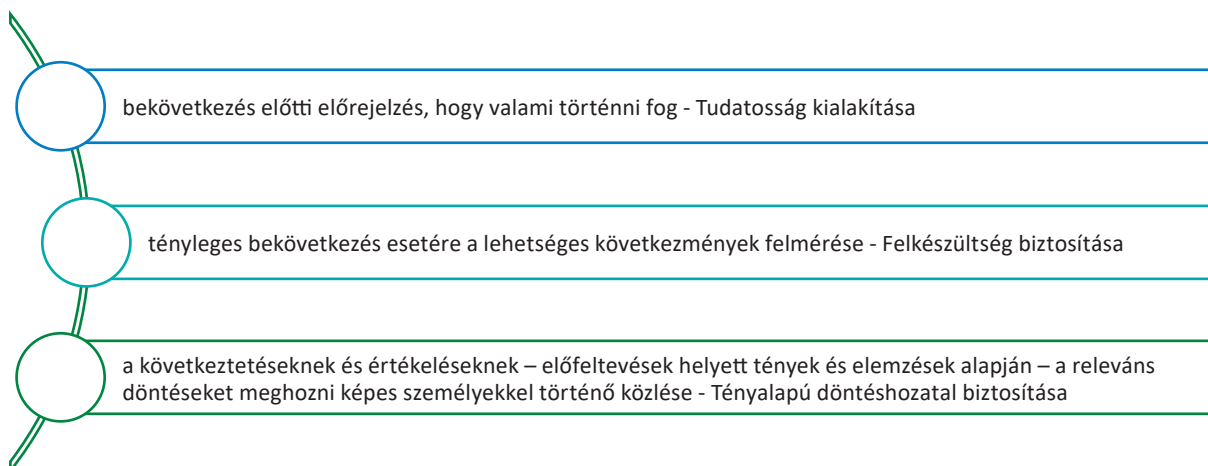 bekövetkezés előtti előrejelzés, hogy valami történni fog - Tudatosság kialakítása
tényleges bekövetkezés esetére a lehetséges következmények felmérése - Felkészültség biztosítása
a következtetéseknek és értékeléseknek – előfeltevések helyett tények és elemzések alapján – a releváns
döntéseket meghozni képes személyekkel történő közlése - Tényalapú döntéshozatal biztosítása